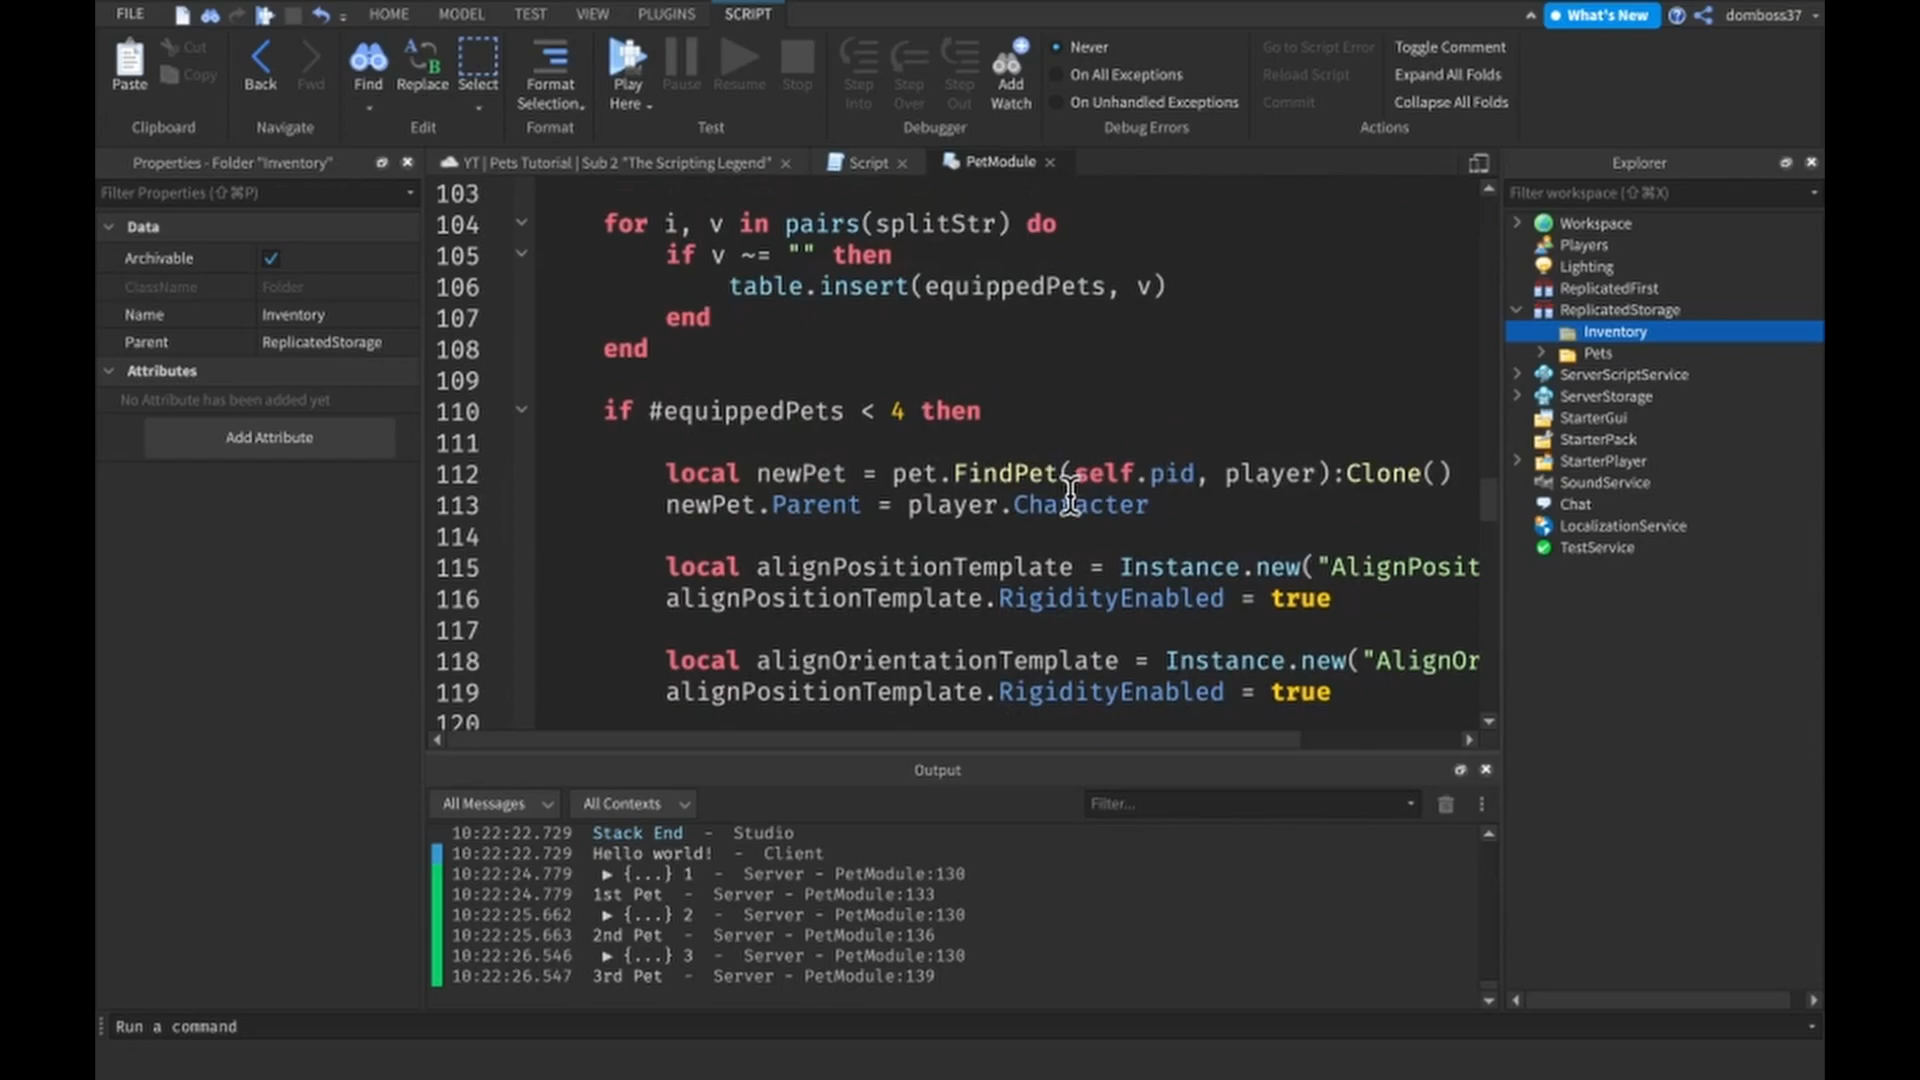 FILE HOME MODEL TEST VIEW PLUGINS SCRIPT What's New domboss37
Paste Cut Copy Back Fwd Find Replace Select Format Selection Play Here Pause Resume Stop Step Into Step Over Step Out Add Watch
Never
On All Exceptions
On Unhandled Exceptions
Go to Script Error
Reload Script
Commit
Toggle Comment
Expand All Folds
Collapse All Folds
Clipboard Navigate Edit Format Test Debugger Debug Errors Actions
Properties - Folder "Inventory"
Filter Properties (⇧⌘P)
Data
Archivable
ClassName Folder
Name Inventory
Parent ReplicatedStorage
Attributes
No Attribute has been added yet
Add Attribute
YT | Pets Tutorial | Sub 2 "The Scripting Legend" Script PetModule
103
104 for i, v in pairs(splitStr) do
105 if v ~= "" then
106 table.insert(equippedPets, v)
107 end
108 end
109
110 if #equippedPets < 4 then
111
112 local newPet = pet.FindPet(self.pid, player):Clone()
113 newPet.Parent = player.Character
114
115 local alignPositionTemplate = Instance.new("AlignPosit
116 alignPositionTemplate.RigidityEnabled = true
117
118 local alignOrientationTemplate = Instance.new("AlignOr
119 alignPositionTemplate.RigidityEnabled = true
120
Explorer
Filter workspace (⇧⌘X)
Workspace
Players
Lighting
ReplicatedFirst
ReplicatedStorage
Inventory
Pets
ServerScriptService
ServerStorage
StarterGui
StarterPack
StarterPlayer
SoundService
Chat
LocalizationService
TestService
Output
All Messages All Contexts Filter...
10:22:22.729 Stack End - Studio
10:22:22.729 Hello world! - Client
10:22:24.779 ▶ {...} 1 - Server - PetModule:130
10:22:24.779 1st Pet - Server - PetModule:133
10:22:25.662 ▶ {...} 2 - Server - PetModule:130
10:22:25.663 2nd Pet - Server - PetModule:136
10:22:26.546 ▶ {...} 3 - Server - PetModule:130
10:22:26.547 3rd Pet - Server - PetModule:139
Run a command